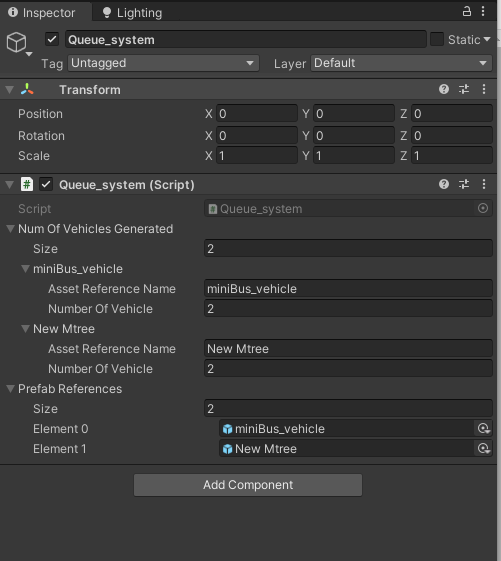 Inspector Lighting
Queue_system Static
Tag Untagged Layer Default
Transform
Position X 0 Y 0 Z 0
Rotation X 0 Y 0 Z 0
Scale X 1 Y 1 Z 1
# Queue_system (Script)
Script # Queue_system
Num Of Vehicles Generated
Size 2
miniBus_vehicle
Asset Reference Name miniBus_vehicle
Number Of Vehicle 2
New Mtree
Asset Reference Name New Mtree
Number Of Vehicle 2
Prefab References
Size 2
Element 0 miniBus_vehicle
Element 1 New Mtree
Add Component